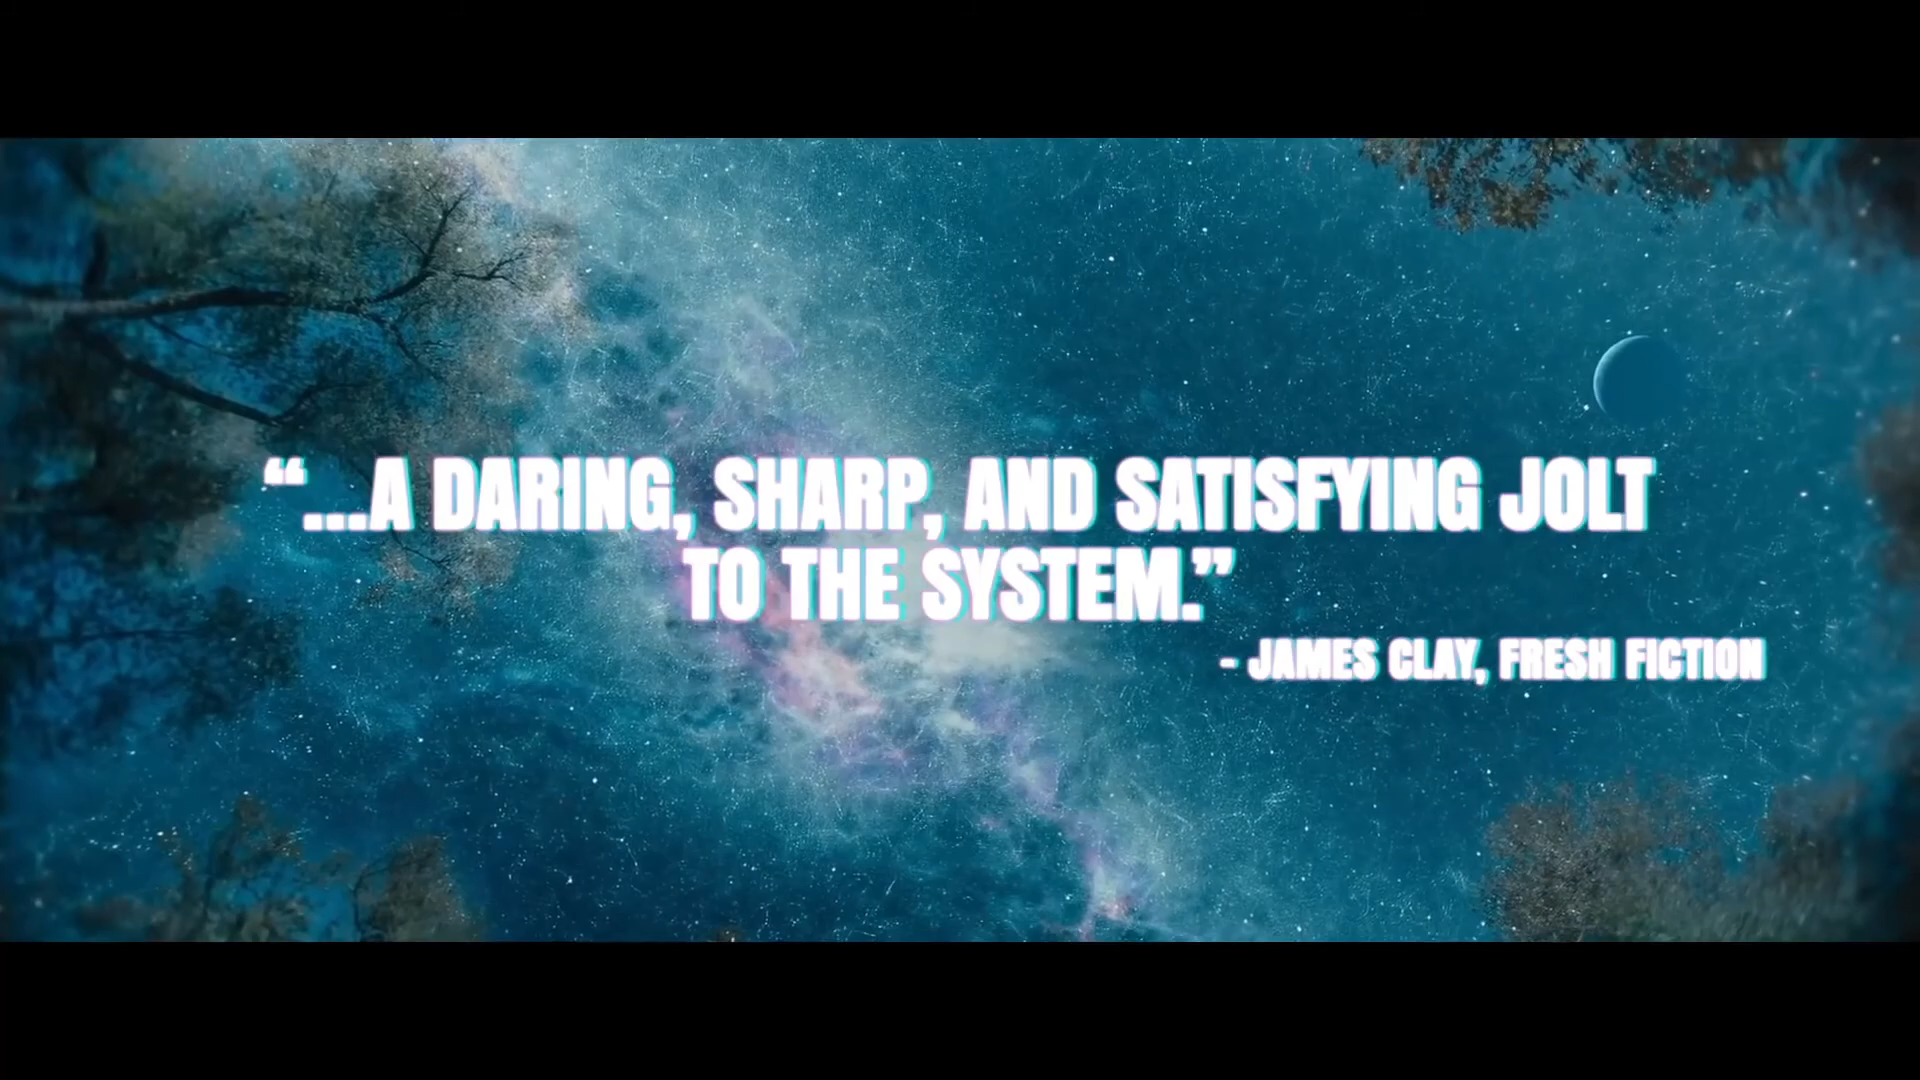 “...A DARING, SHARP, AND SATISFYING JOLT
TO THE SYSTEM.”
- JAMES CLAY, FRESH FICTION